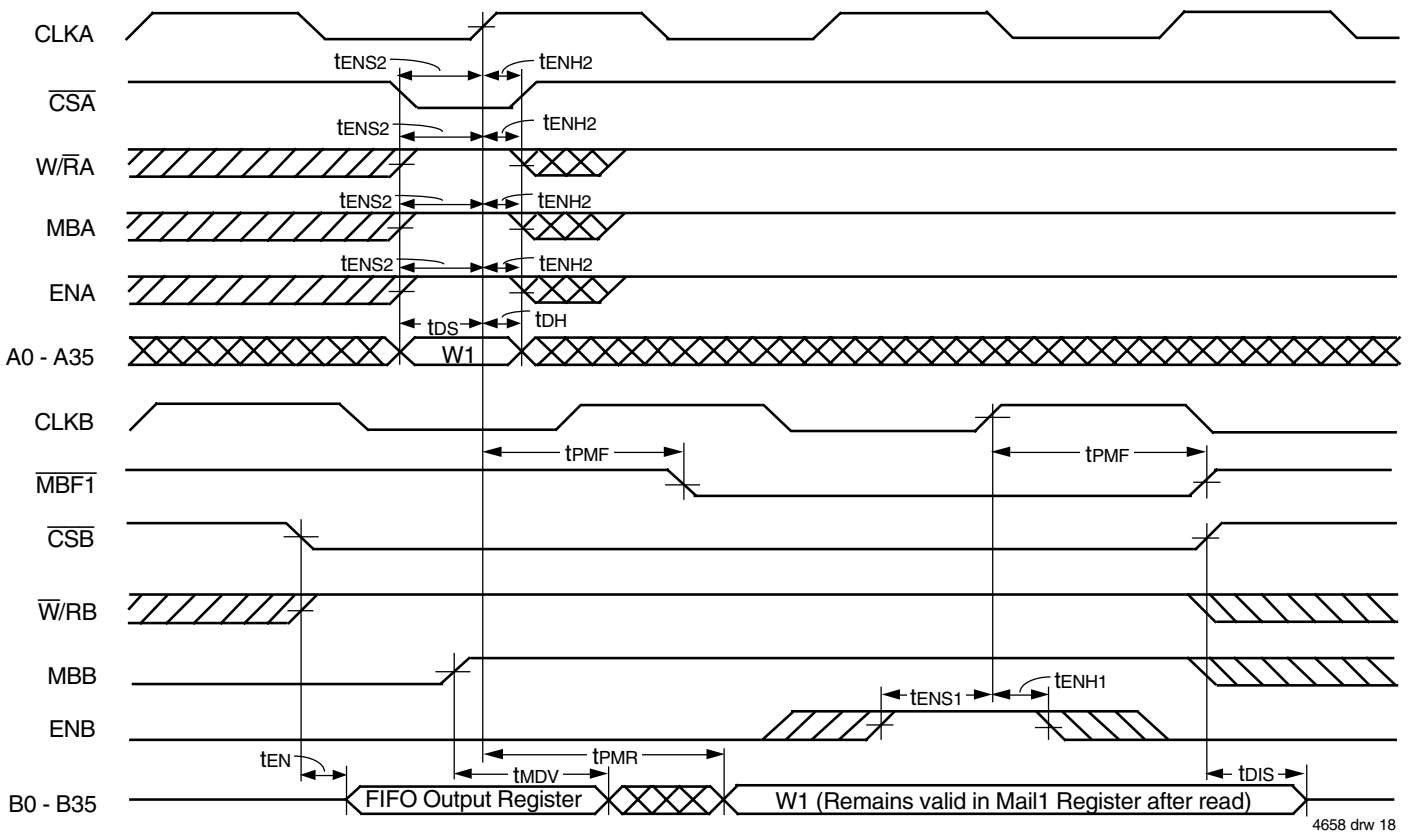 CLKA
tENS2 tENH2
CSA
tENS2 tENH2
W/RA
tENS2 tENH2
MBA
tENS2 tENH2
ENA
tDS tDH
A0 - A35 W1
CLKB
tPMF tPMF
MBF1
CSB
W/RB
MBB
tENS1 tENH1
ENB
tEN tMDV tPMR tDIS
B0 - B35 FIFO Output Register W1 (Remains valid in Mail1 Register after read)
4658 drw 18